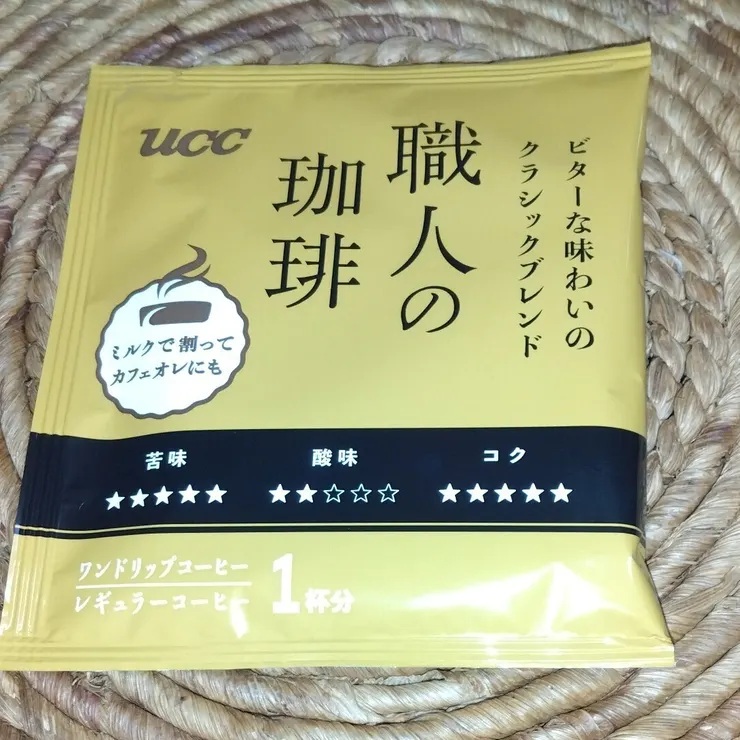 ucc
職人の
珈琲
ビターな味わいの
クラシックブレンド
ミルクで割って
カフェオレにも
苦味 酸味 コク
★★★★★ ★★☆☆☆ ★★★★★
ワンドリップコーヒー
レギュラーコーヒー
1杯分